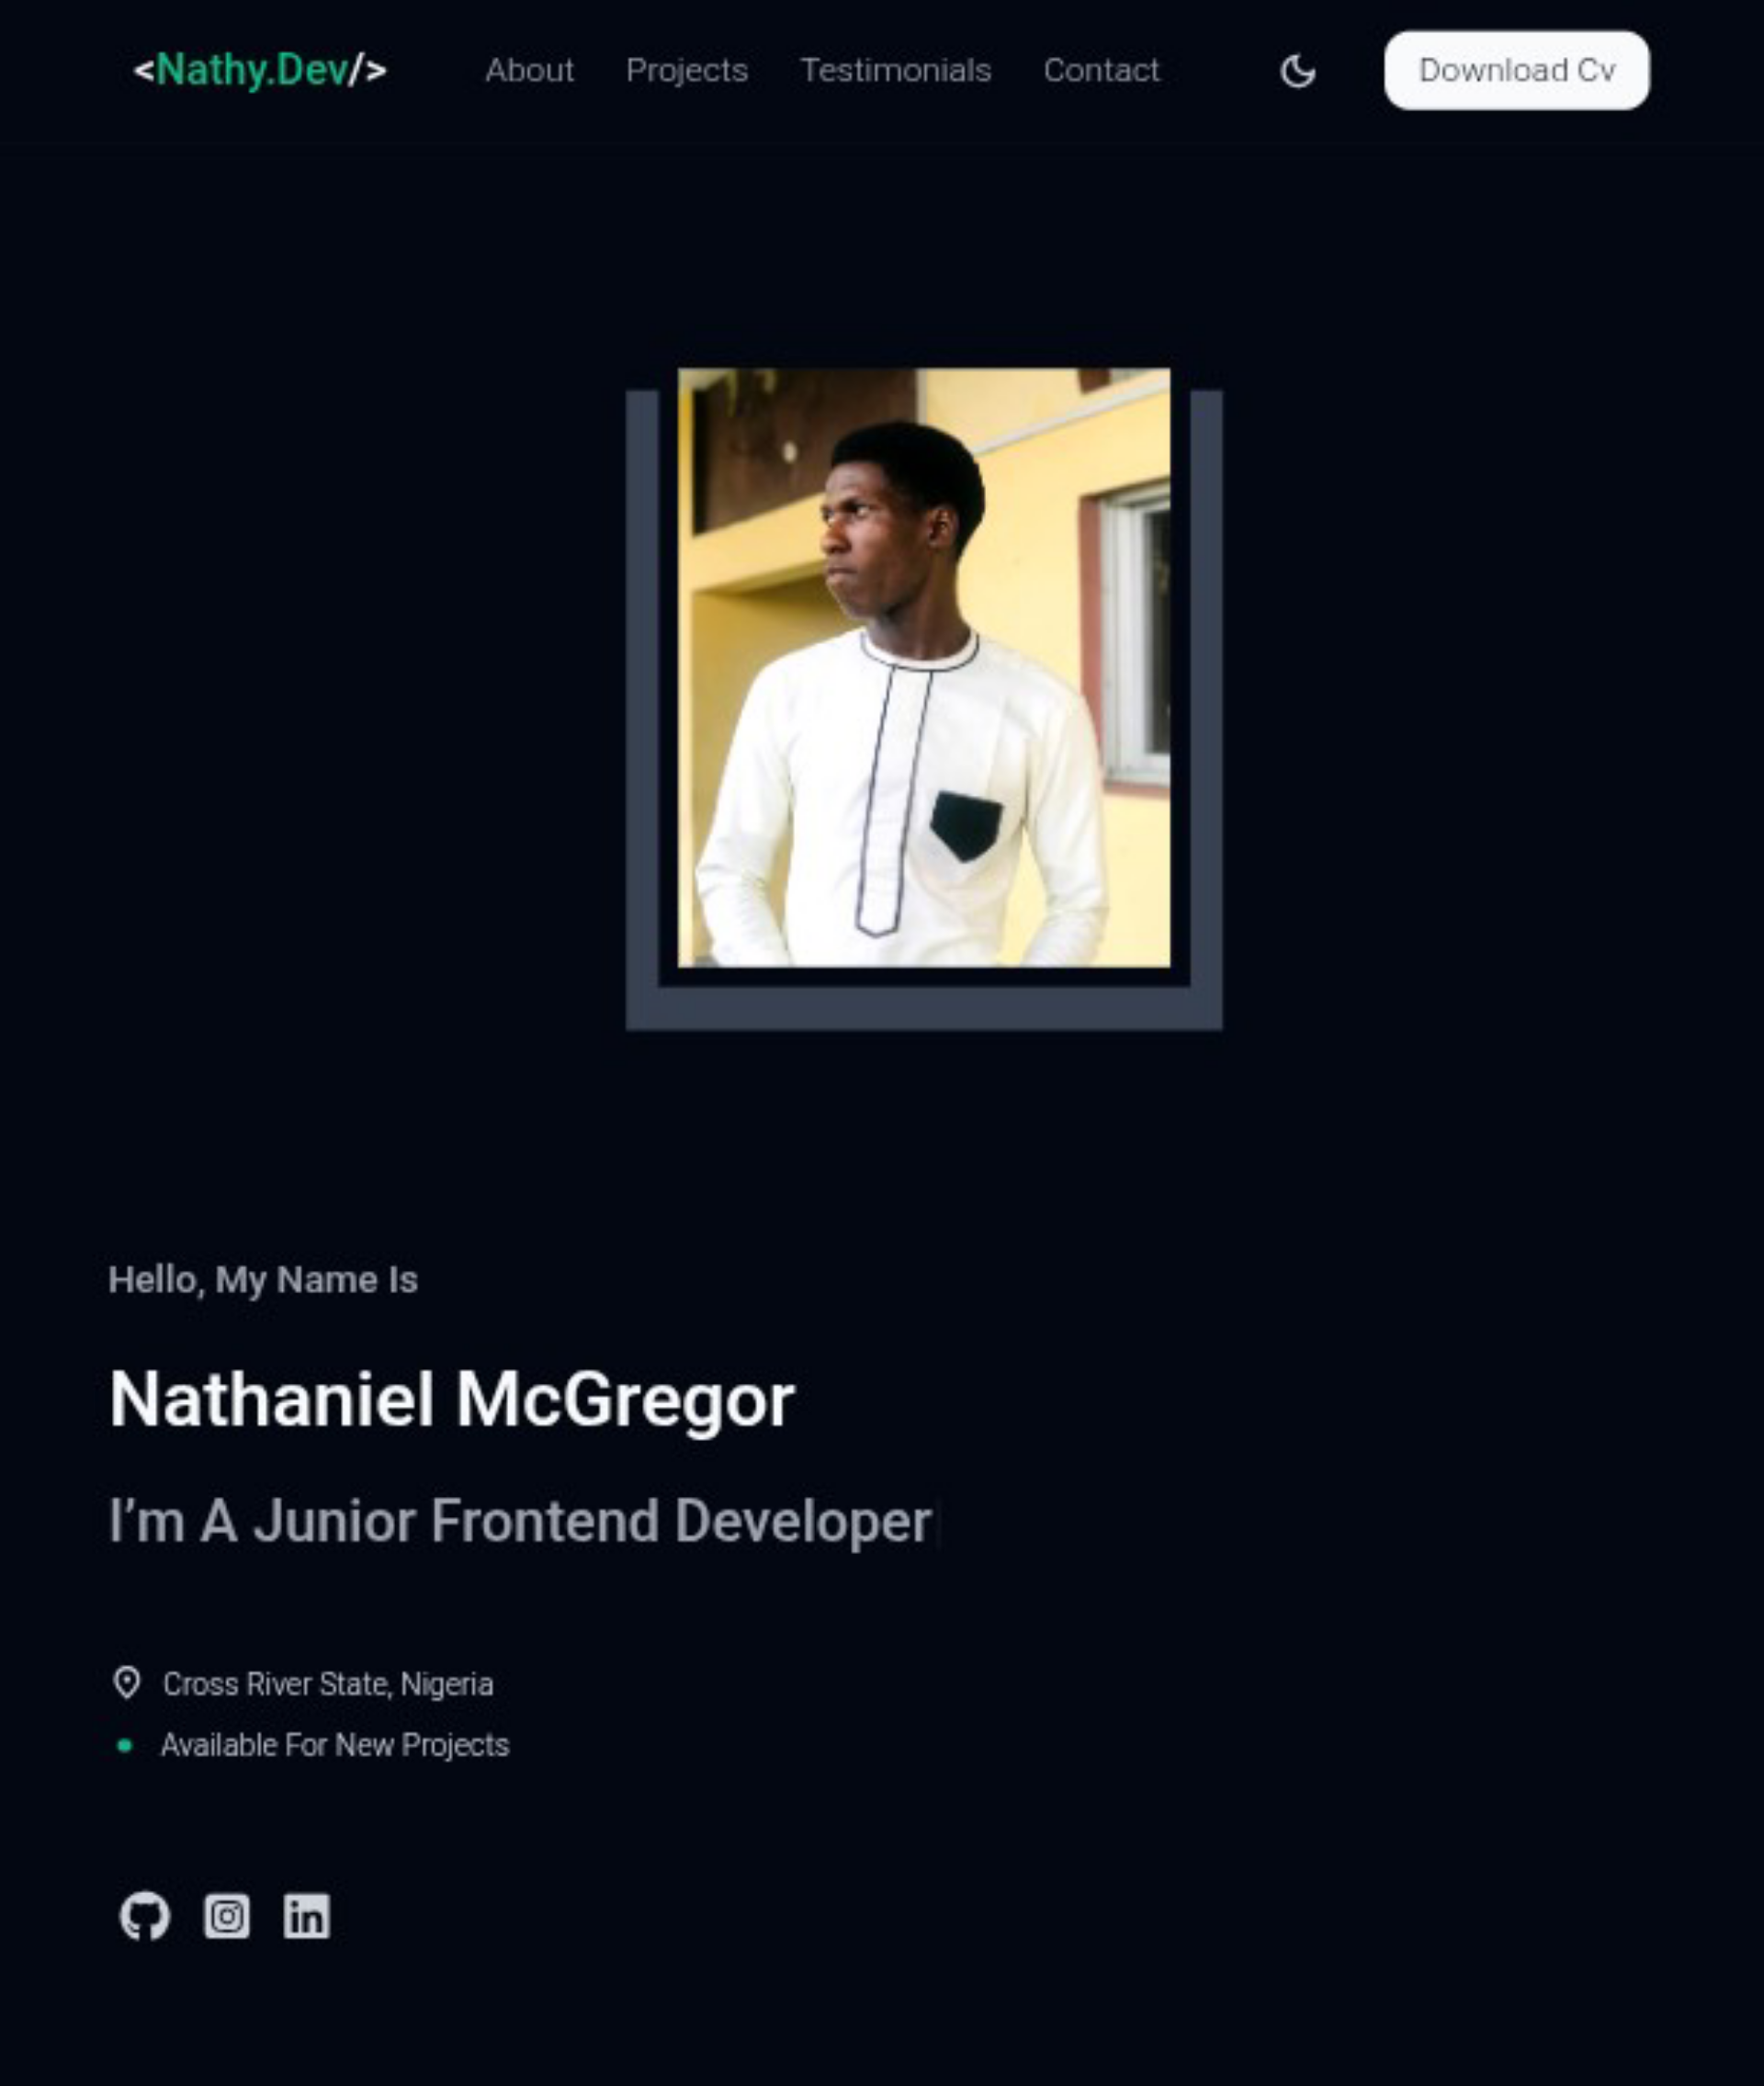 <Nathy.Dev/> About Projects Testimonials Contact Download Cv
Hello, My Name Is
Nathaniel McGregor
I’m A Junior Frontend Developer
Cross River State, Nigeria
Available For New Projects
in